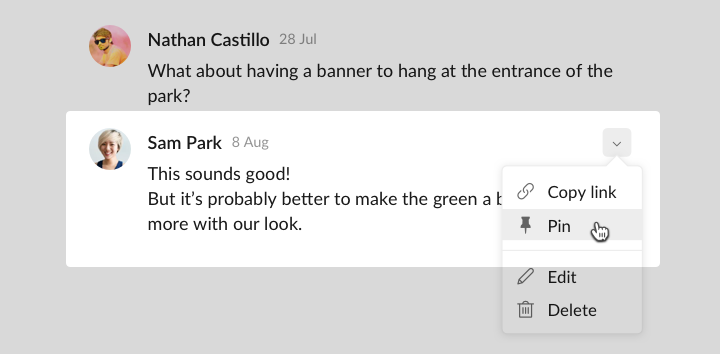 Nathan Castillo 28 Jul
What about having a banner to hang at the entrance of the
park?
Sam Park 8 Aug
This sounds good!
But it’s probably better to make the green a
more with our look.
Copy link
Pin
Edit
Delete